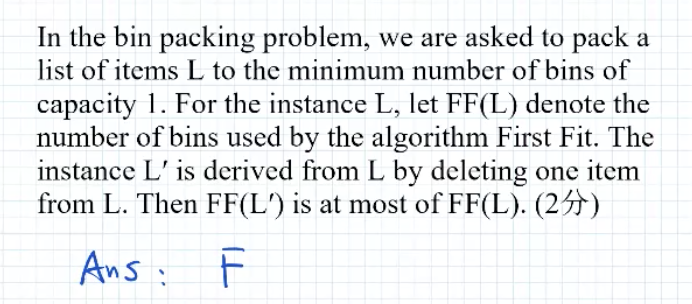 In the bin packing problem, we are asked to pack a
list of items L to the minimum number of bins of
capacity 1. For the instance L, let FF(L) denote the
number of bins used by the algorithm First Fit. The
instance L′ is derived from L by deleting one item
from L. Then FF(L′) is at most of FF(L). (2分)
Ans : F